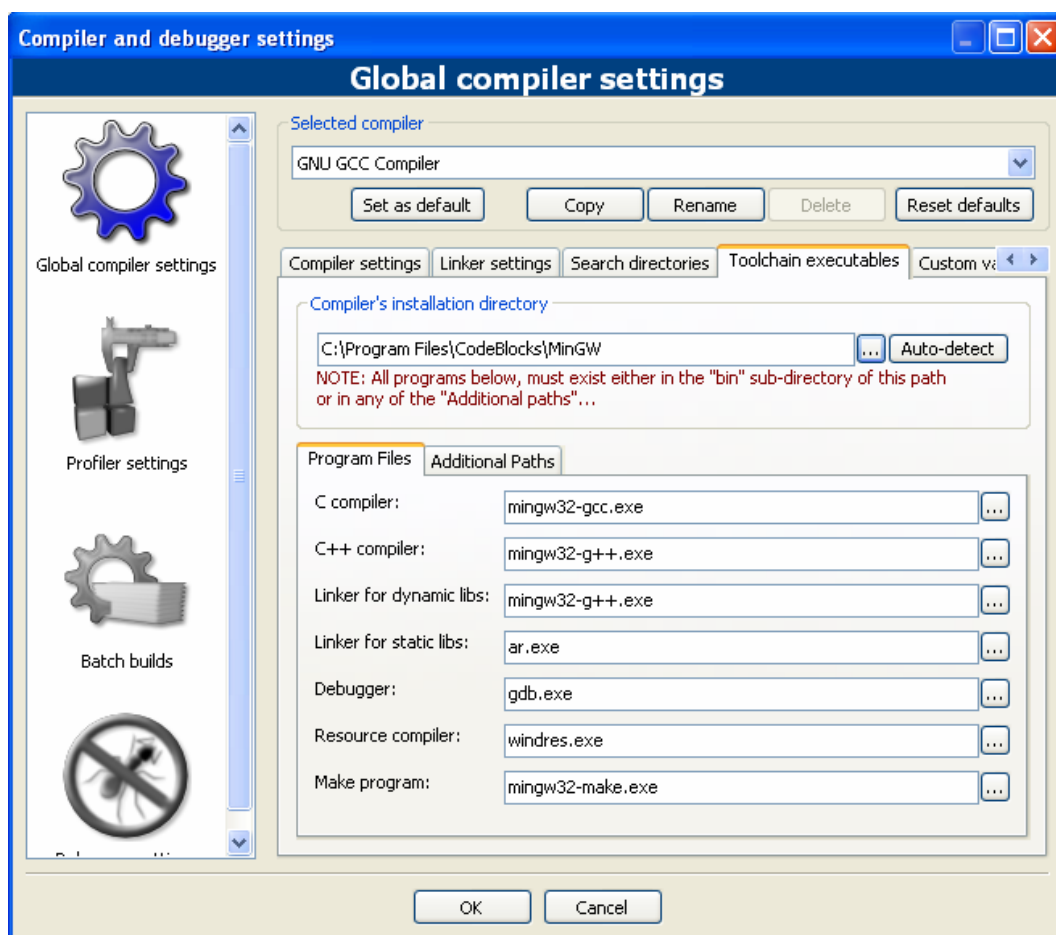 Compiler and debugger settings
Global compiler settings
Global compiler settings
Profiler settings
Batch builds
Selected compiler
GNU GCC Compiler
Set as default Copy Rename Delete Reset defaults
Compiler settings Linker settings Search directories Toolchain executables Custom
Compiler's installation directory
C:\Program Files\CodeBlocks\MinGW ... Auto-detect
NOTE: All programs below, must exist either in the "bin" sub-directory of this path
or in any of the "Additional paths"...
Program Files Additional Paths
C compiler: mingw32-gcc.exe ...
C++ compiler: mingw32-g++.exe ...
Linker for dynamic libs: mingw32-g++.exe ...
Linker for static libs: ar.exe ...
Debugger: gdb.exe ...
Resource compiler: windres.exe ...
Make program: mingw32-make.exe ...
OK Cancel